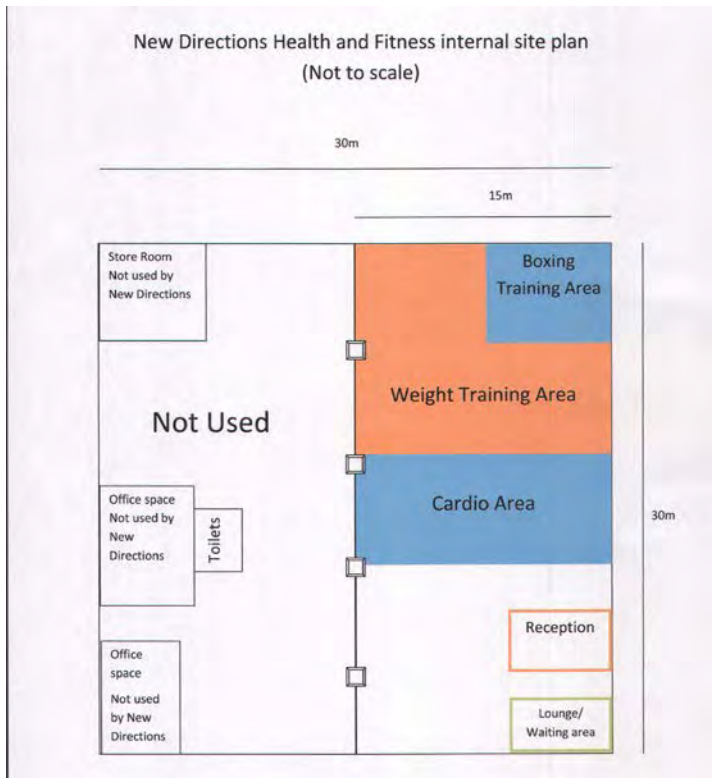 New Directions Health and Fitness internal site plan
(Not to scale)
30m
15m
Store Room
Not used by
New Directions
Boxing
Training Area
Weight Training Area
Not Used
Cardio Area
Office space
Not used by
New
Directions
Toilets
30m
Reception
Office
space
Not used
by New
Directions
Lounge/
Waiting area